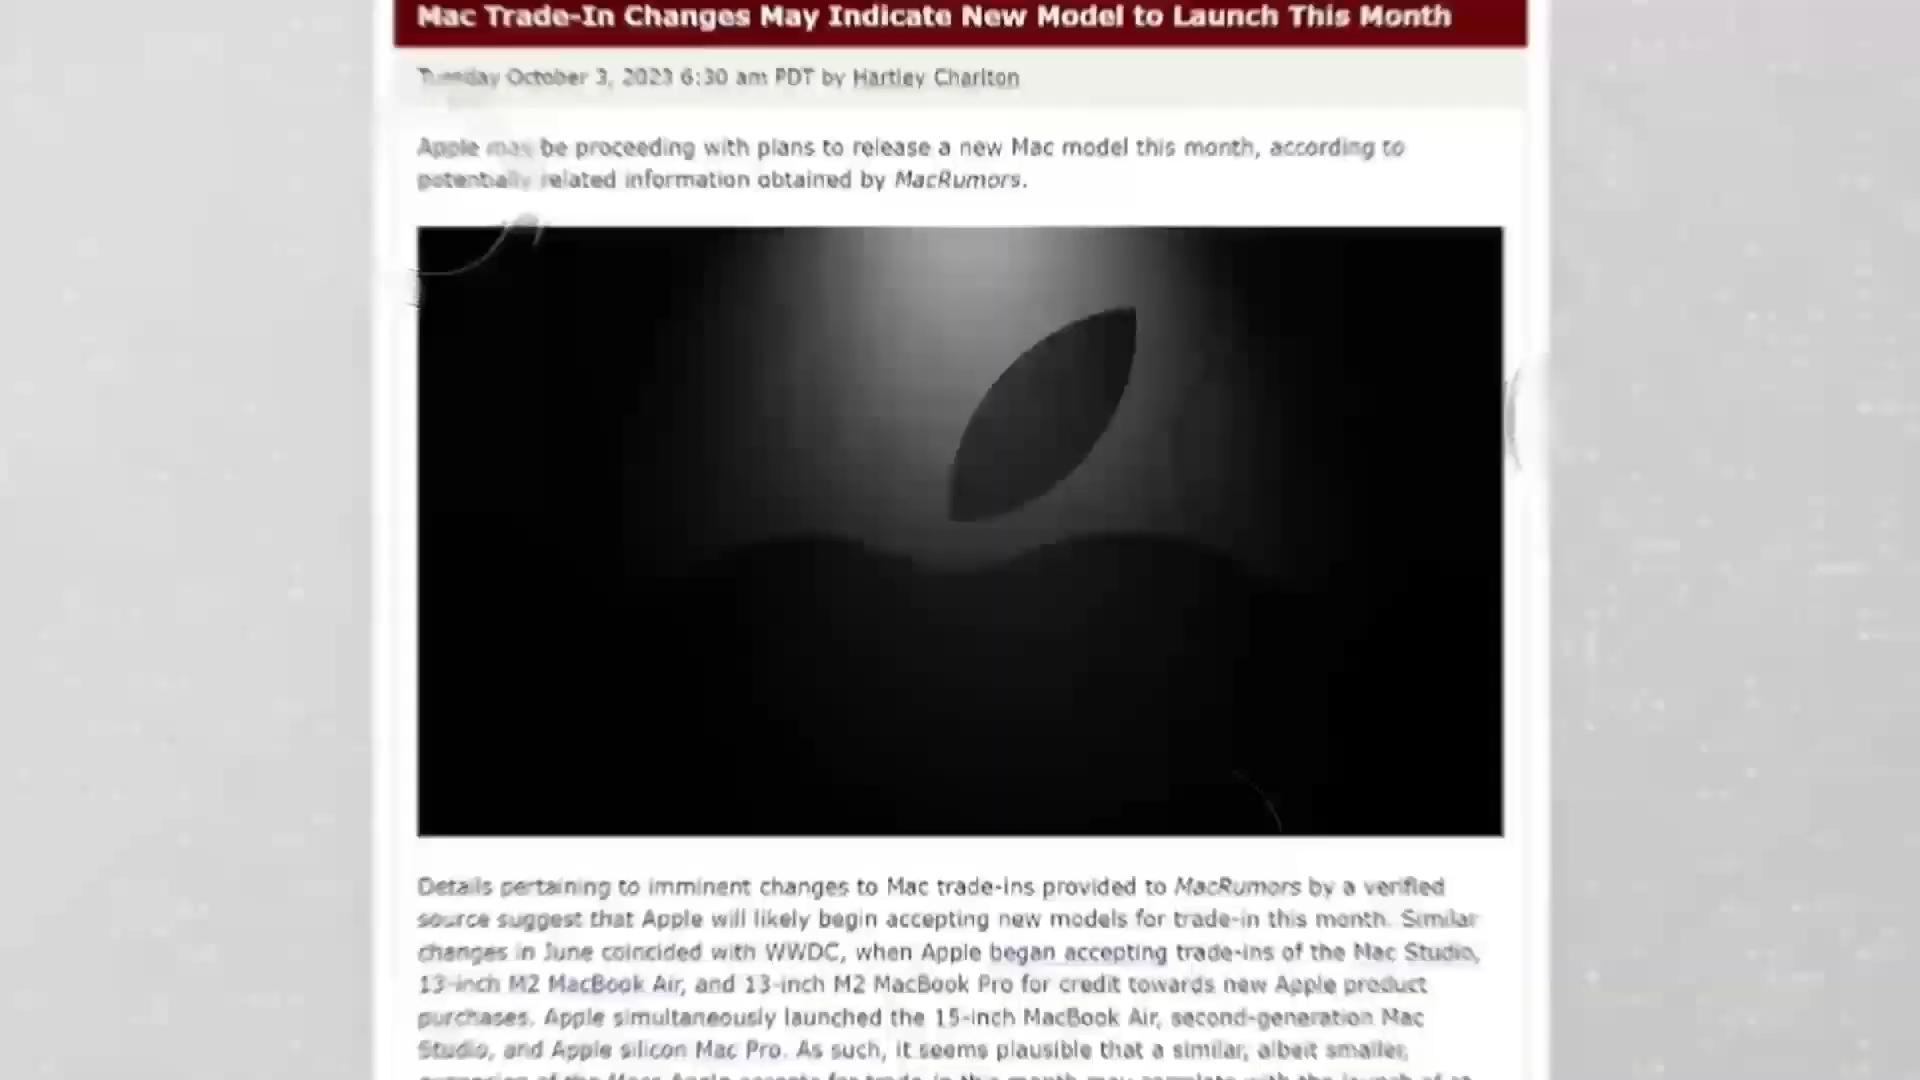 Mac Trade-In Changes May Indicate New Model to Launch This Month
Tuesday October 3, 2023 6:30 am PDT by Hartley Charlton
Apple may be proceeding with plans to release a new Mac model this month, according to
potentially related information obtained by MacRumors.
Details pertaining to imminent changes to Mac trade-ins provided to MacRumors by a verified
source suggest that Apple will likely begin accepting new models for trade-in this month. Similar
changes in June coincided with WWDC, when Apple began accepting trade-ins of the Mac Studio,
13-inch M2 MacBook Air, and 13-inch M2 MacBook Pro for credit towards new Apple product
purchases. Apple simultaneously launched the 15-inch MacBook Air, second-generation Mac
Studio, and Apple silicon Mac Pro. As such, it seems plausible that a similar, albeit smaller,